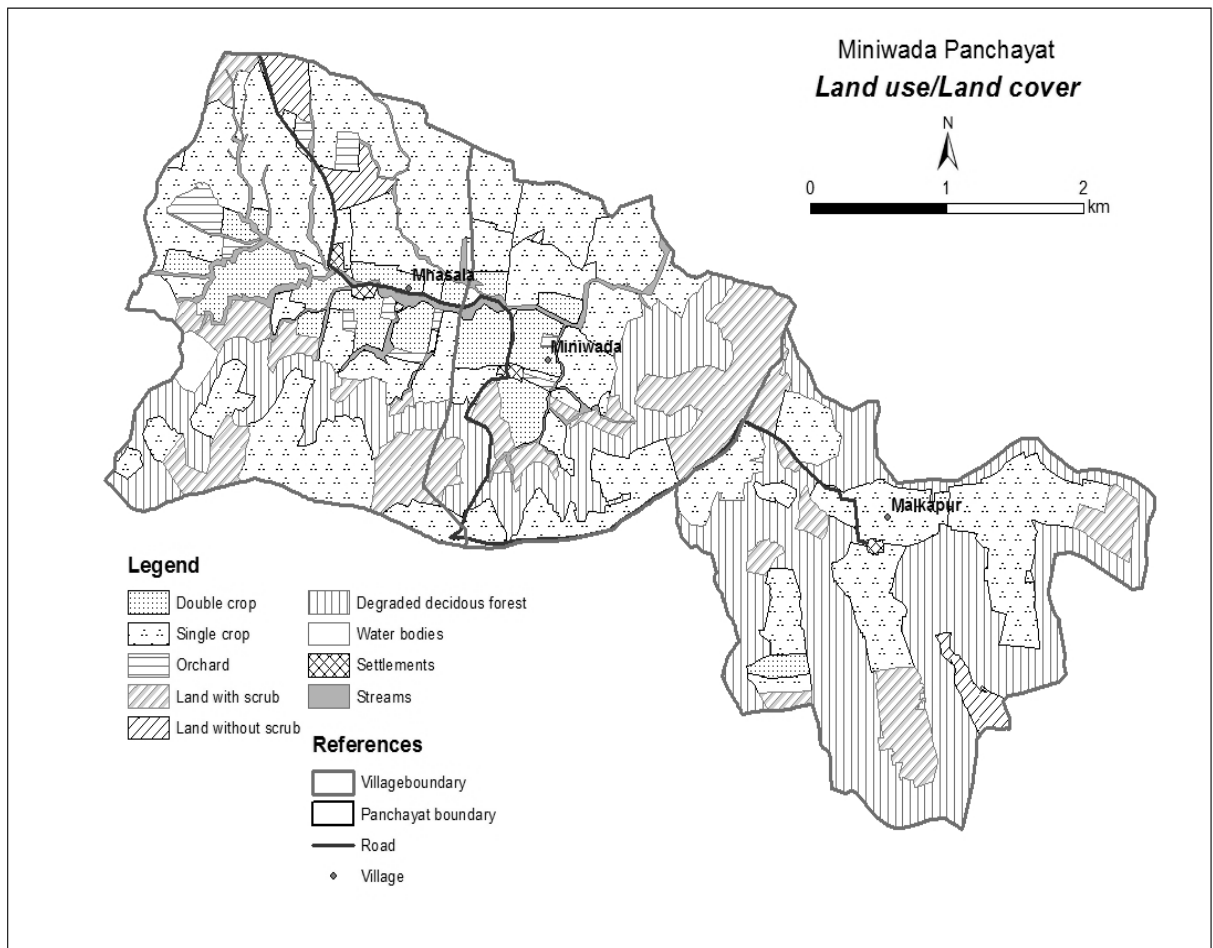 Miniwada Panchayat
Land use/Land cover
N
0 1 2
km
Mhasala
Miniwada
Malkapur
Legend
Double crop
Single crop
Orchard
Land with scrub
Land without scrub
Degraded decidous forest
Water bodies
Settlements
Streams
References
Villageboundary
Panchayat boundary
Road
Village